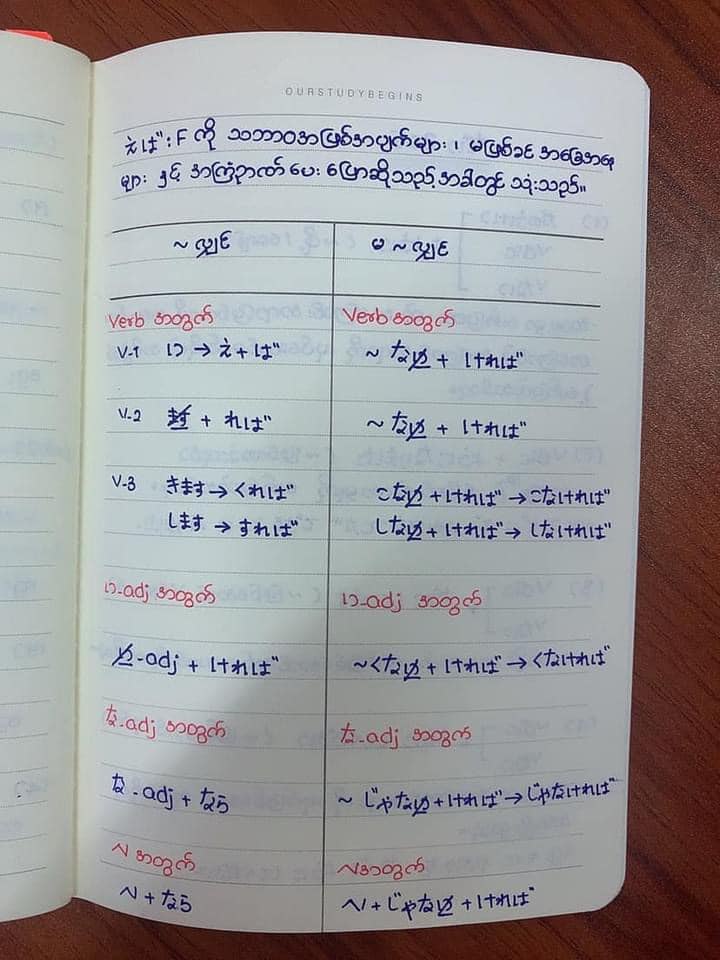 OURSTUDYBEGINS
えば : F ကို သဘာဝအဖြစ်အပျက်များ ၊ မဖြစ်ခင် အခြေအနေ
များ နှင့် အကြံဉာဏ် ပေး ပြောဆိုသည့် အခါတွင် သုံးသည်။
~ လျှင် မ ~ လျှင်
Verb အတွက် Verb အတွက်
V-1 い → え + ば ~ ない + ければ
V-2 ます + れば ~ ない + ければ
V-3 きます → くれば こない + ければ → こなければ
します → すれば しない + ければ → しなければ
い-adj အတွက် い-adj အတွက်
い-adj + ければ ~くない + ければ → くなければ
な-adj အတွက် な-adj အတွက်
な-adj + なら ~ じゃない + ければ → じゃなければ
N အတွက် N အတွက်
N + なら N + じゃない + ければ